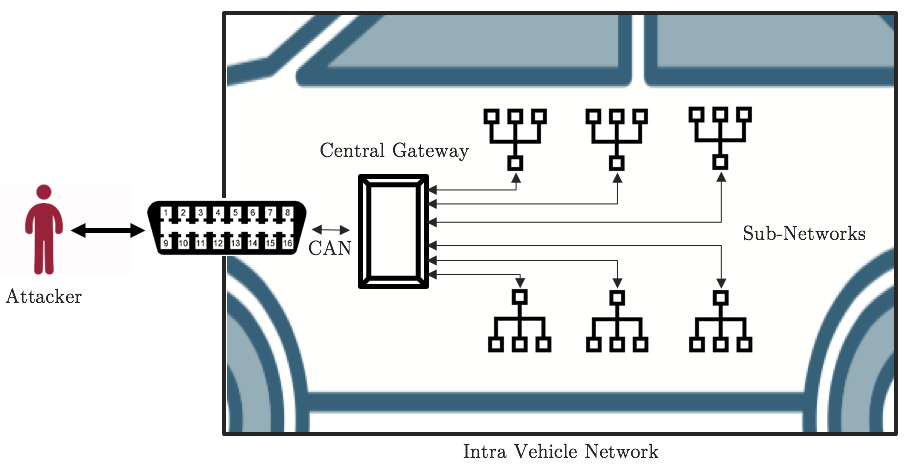 Central Gateway
1 2 3 4 5 6 7 8
9 10 11 12 13 14 15 16
CAN
Sub-Networks
Attacker
Intra Vehicle Network